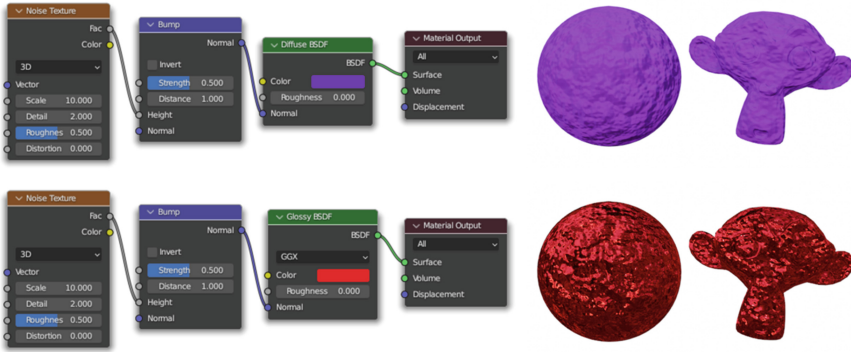 Noise Texture
Fac
Color
3D
Vector
Scale 10.000
Detail 2.000
Roughnes 0.500
Distortion 0.000
Bump
Normal
Invert
Strength 0.500
Distance 1.000
Height
Normal
Diffuse BSDF
BSDF
Color
Roughness 0.000
Normal
Material Output
All
Surface
Volume
Displacement
Noise Texture
Fac
Color
3D
Vector
Scale 10.000
Detail 2.000
Roughnes 0.500
Distortion 0.000
Bump
Normal
Invert
Strength 0.500
Distance 1.000
Height
Normal
Glossy BSDF
BSDF
GGX
Color
Roughness 0.000
Normal
Material Output
All
Surface
Volume
Displacement